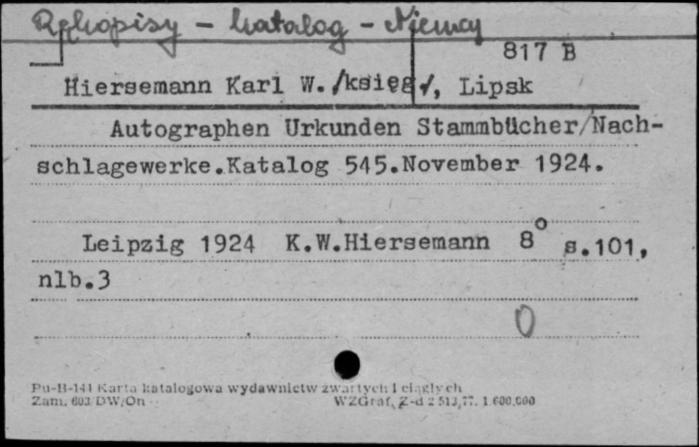 Rękopisy - katalog - Niemcy
817 B
Hiersemann Karl W./księg/, Lipsk
Autographen Urkunden Stammbücher/Nach-
schlagewerke.Katalog 545.November 1924.
Leipzig 1924 K.W.Hiersemann 8° s.101,
nlb.3
0
Pu-B-141 Karta katalogowa wydawnictw zwartych i ciągłych
Zam. 603/DW/On WZGraf, Z-d 2 513/77. 1.600.000